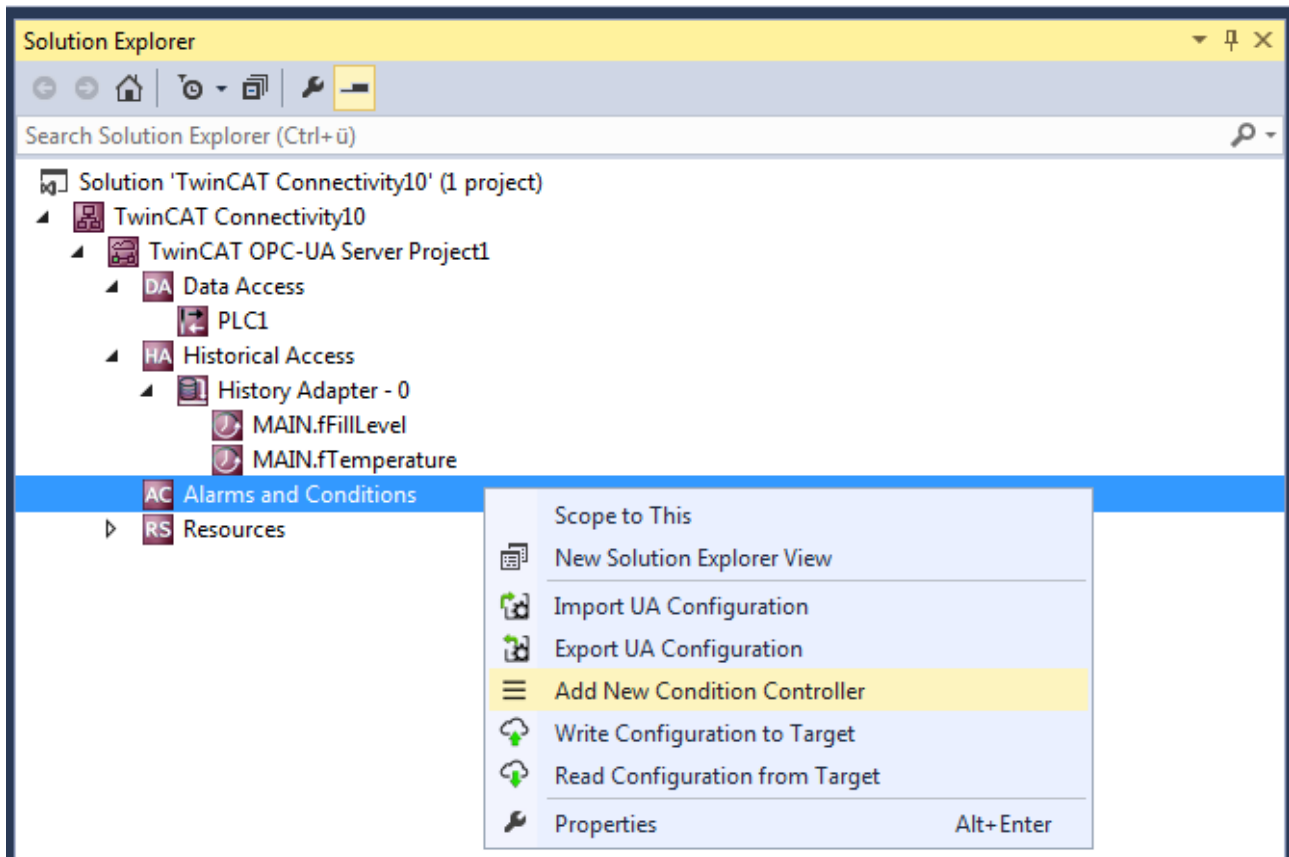 Solution Explorer
Search Solution Explorer (Ctrl+ü)
Solution 'TwinCAT Connectivity10' (1 project)
TwinCAT Connectivity10
TwinCAT OPC-UA Server Project1
DA Data Access
PLC1
HA Historical Access
History Adapter - 0
MAIN.fFillLevel
MAIN.fTemperature
AC Alarms and Conditions
RS Resources
Scope to This
New Solution Explorer View
Import UA Configuration
Export UA Configuration
Add New Condition Controller
Write Configuration to Target
Read Configuration from Target
Properties Alt+Enter